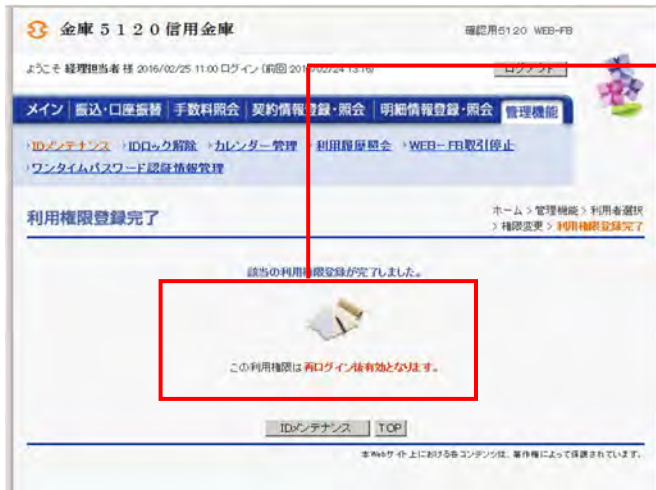 金庫5120信用金庫
確認用5120 WEB-FB
ようこそ 経理担当者 様 2016/02/25 11:00 ログイン (前回 2016/02/24 13:16)
ログアウト
メイン 振込・口座振替 手数料照会 契約情報登録・照会 明細情報登録・照会 管理機能
›IDメンテナンス ›IDロック解除 ›カレンダー管理 ›利用履歴照会 ›WEB-FB取引停止
›ワンタイムパスワード認証情報管理
利用権限登録完了
ホーム > 管理機能 > 利用者選択
> 権限変更 > 利用権限登録完了
該当の利用権限登録が完了しました。
この利用権限は再ログイン後有効となります。
IDメンテナンス TOP
本Webサイト上における各コンテンツは、著作権によって保護されています。